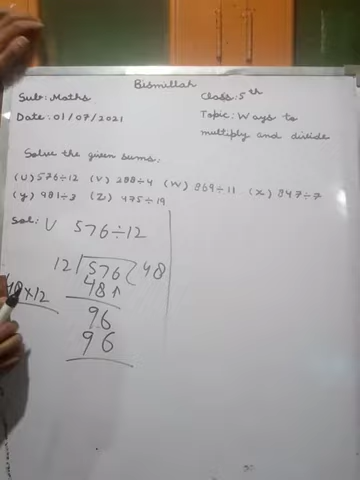 Bismillah
Sub: Maths
Class: 5th
Date: 01/07/2021
Topic: Ways to
multiply and divide
Solve the given sums:
(U) 576÷12 (V) 288÷4 (W) 869÷11 (X) 847÷7
(Y) 981÷3 (Z) 475÷19
Sol: U 576÷12
12)576(48
48↑
×12
96
96